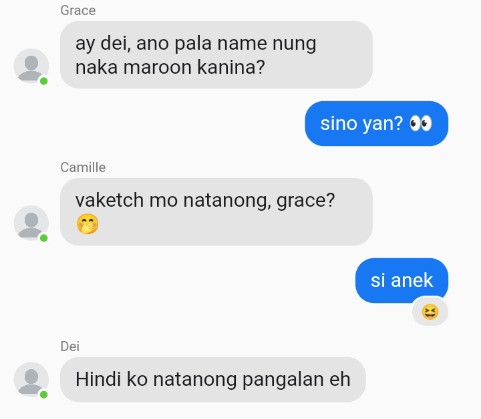 Grace
ay dei, ano pala name nung
naka maroon kanina?
sino yan? 👀
Camille
vaketch mo natanong, grace?
🤭
si anek
😆
Dei
Hindi ko natanong pangalan eh